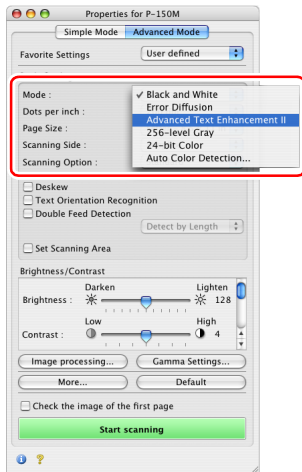 Properties for P-150M
Simple Mode Advanced Mode
Favorite Settings User defined
Mode : ✓ Black and White
Error Diffusion
Dots per inch : Advanced Text Enhancement II
Page Size : 256-level Gray
Scanning Side : 24-bit Color
Scanning Option : Auto Color Detection...
Deskew
Text Orientation Recognition
Double Feed Detection
Detect by Length
Set Scanning Area
Brightness/Contrast
Darken Lighten
Brightness : 128
Low High
Contrast : 4
Image processing... Gamma Settings...
More... Default
Check the image of the first page
Start scanning